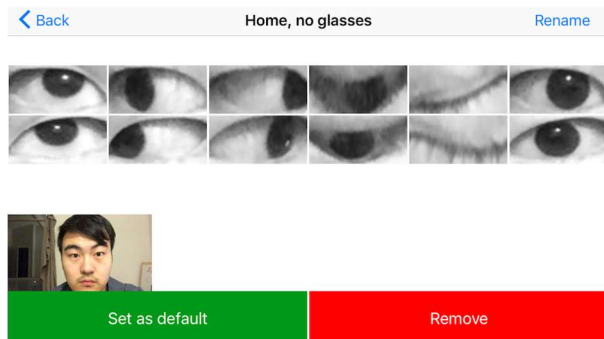 Back
Home, no glasses
Rename
Set as default
Remove